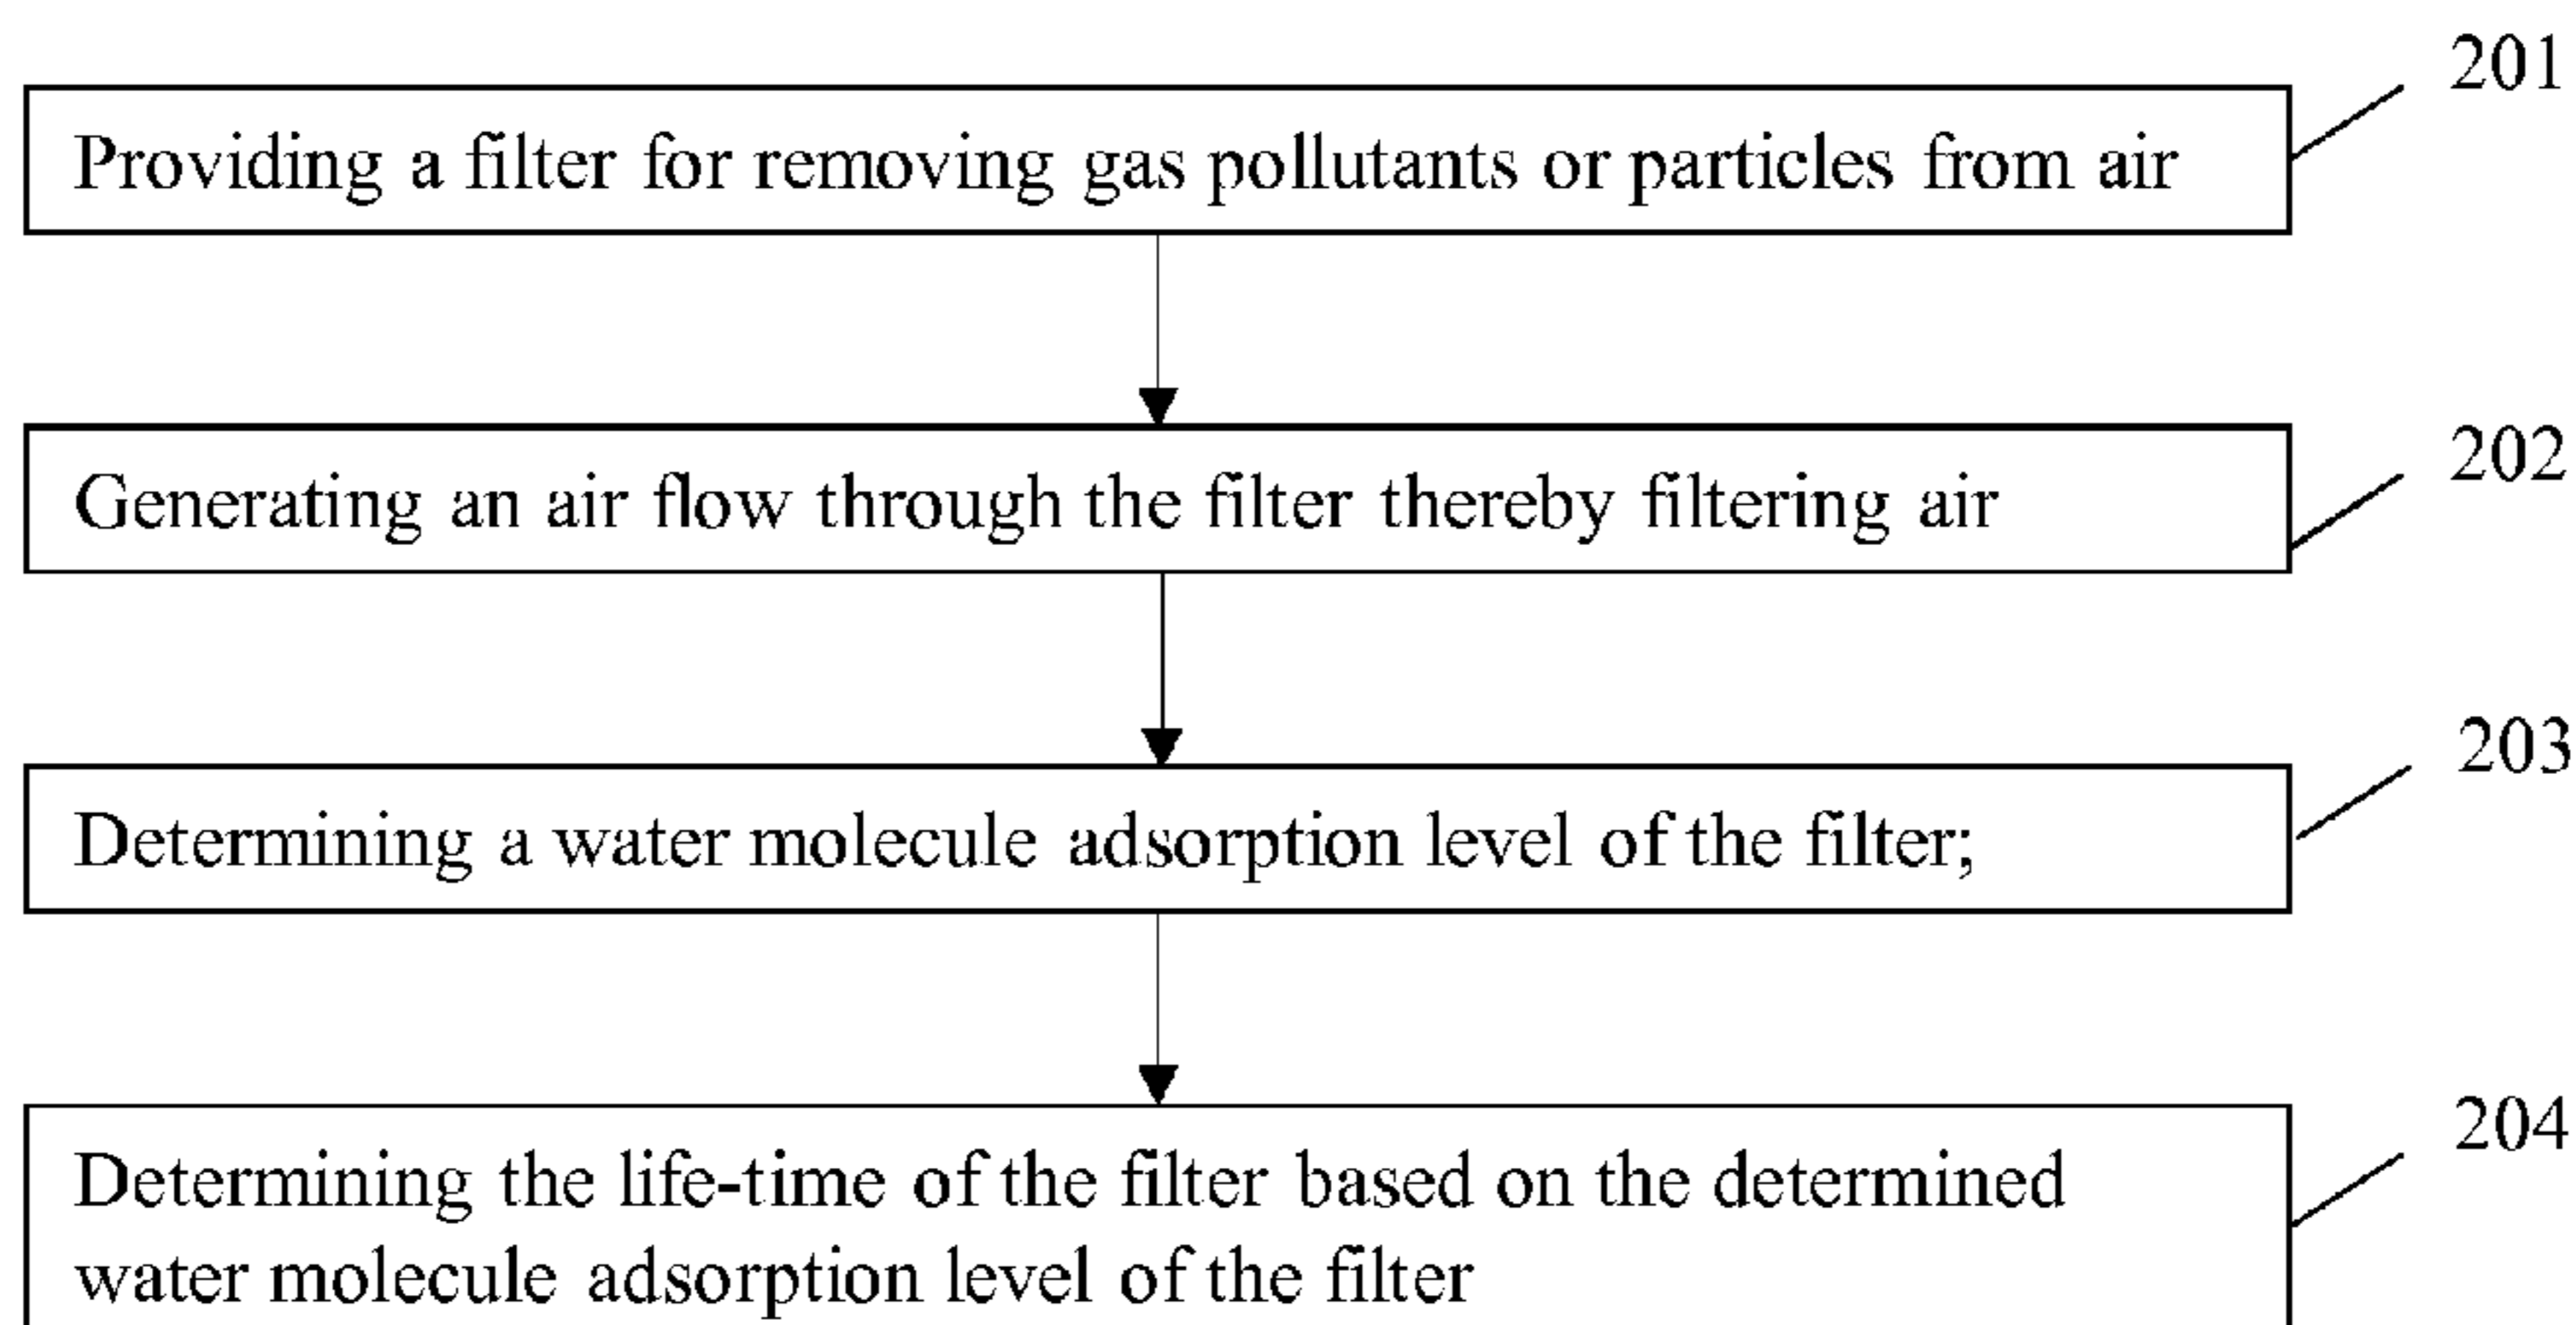 201
Providing a filter for removing gas pollutants or particles from air
202
Generating an air flow through the filter thereby filtering air
203
Determining a water molecule adsorption level of the filter;
204
Determining the life-time of the filter based on the determined
water molecule adsorption level of the filter